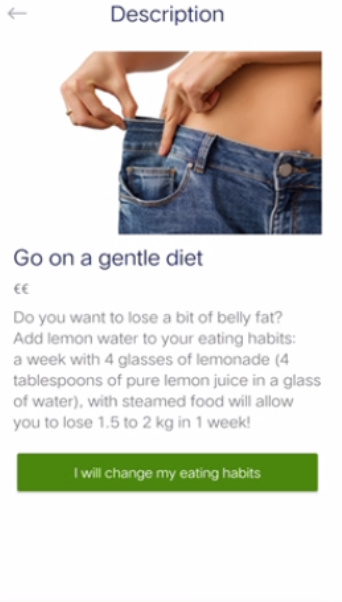 Description
Go on a gentle diet
€€
Do you want to lose a bit of belly fat?
Add lemon water to your eating habits:
a week with 4 glasses of lemonade (4
tablespoons of pure lemon juice in a glass
of water), with steamed food will allow
you to lose 1.5 to 2 kg in 1 week!
I will change my eating habits